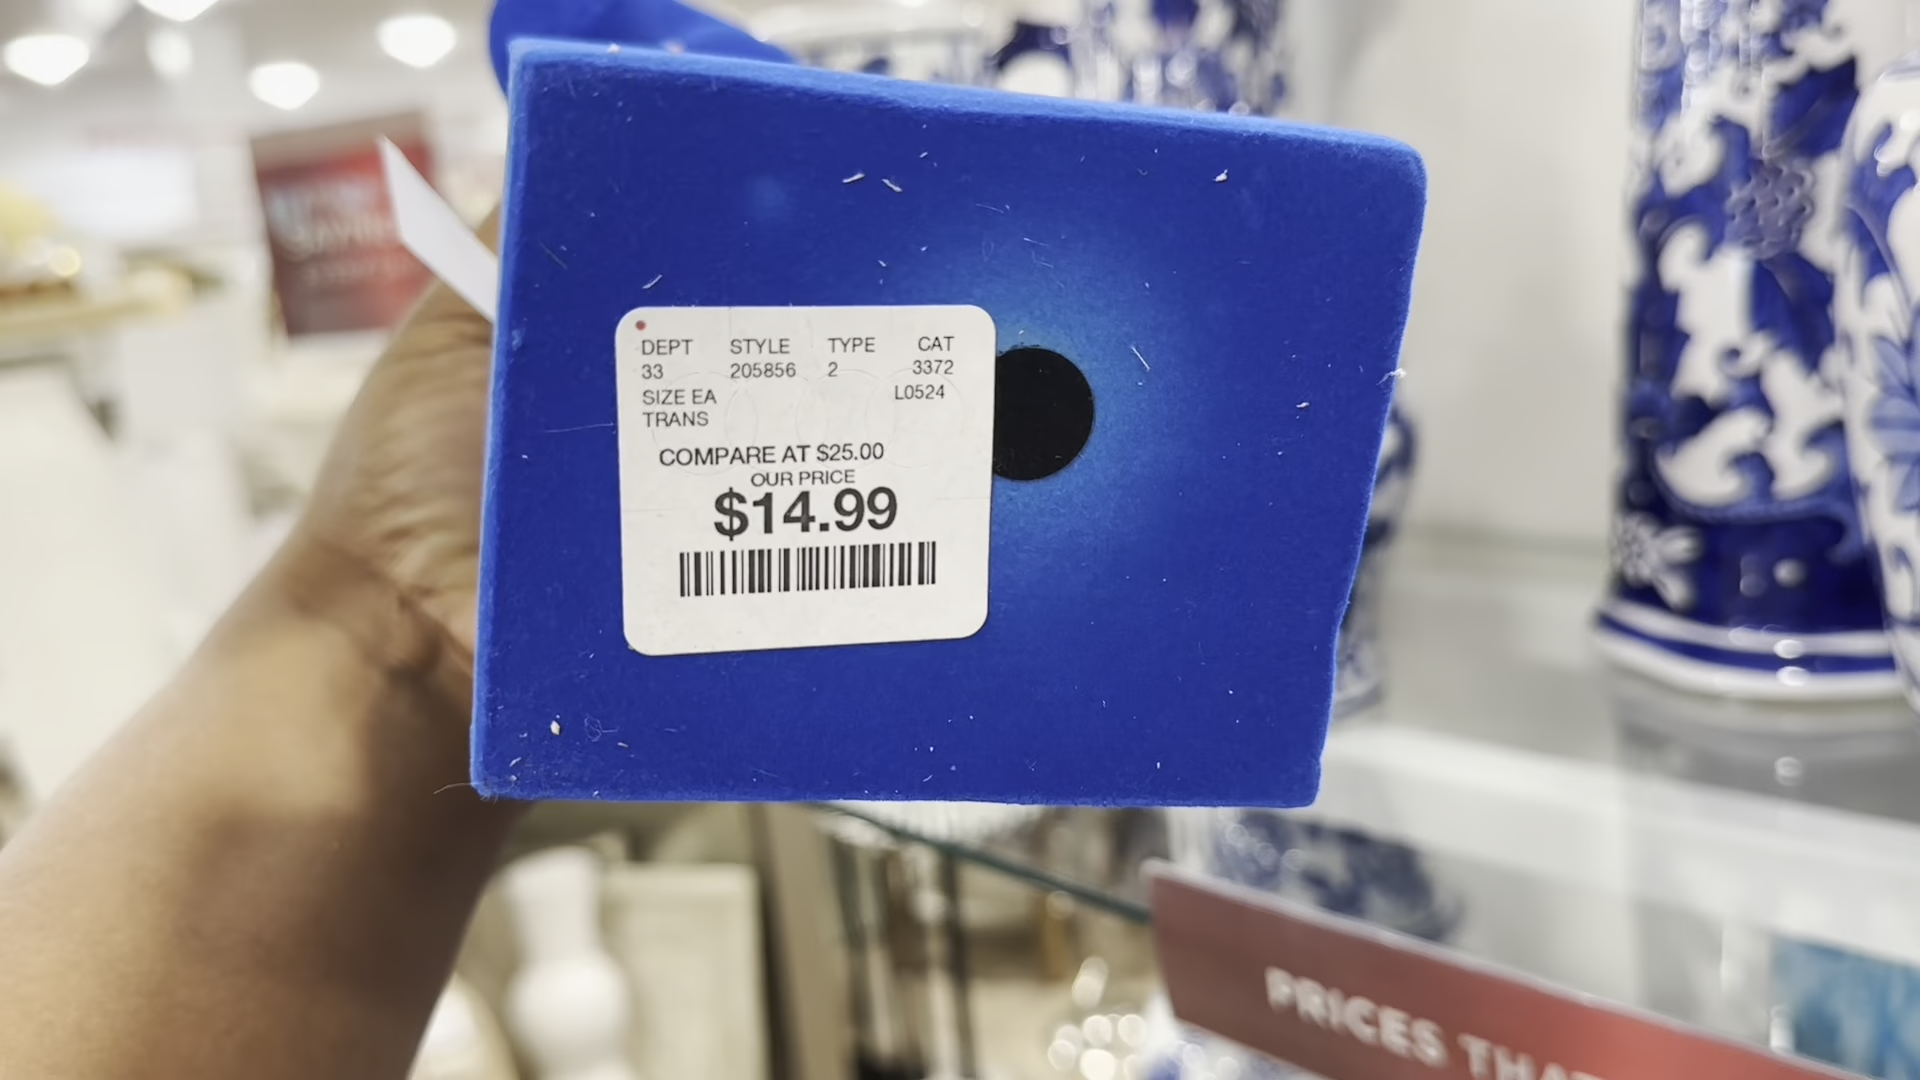 DEPT STYLE TYPE CAT
33 205856 2 3372
SIZE EA L0524
TRANS
COMPARE AT $25.00
OUR PRICE
$14.99
PRICES THAT